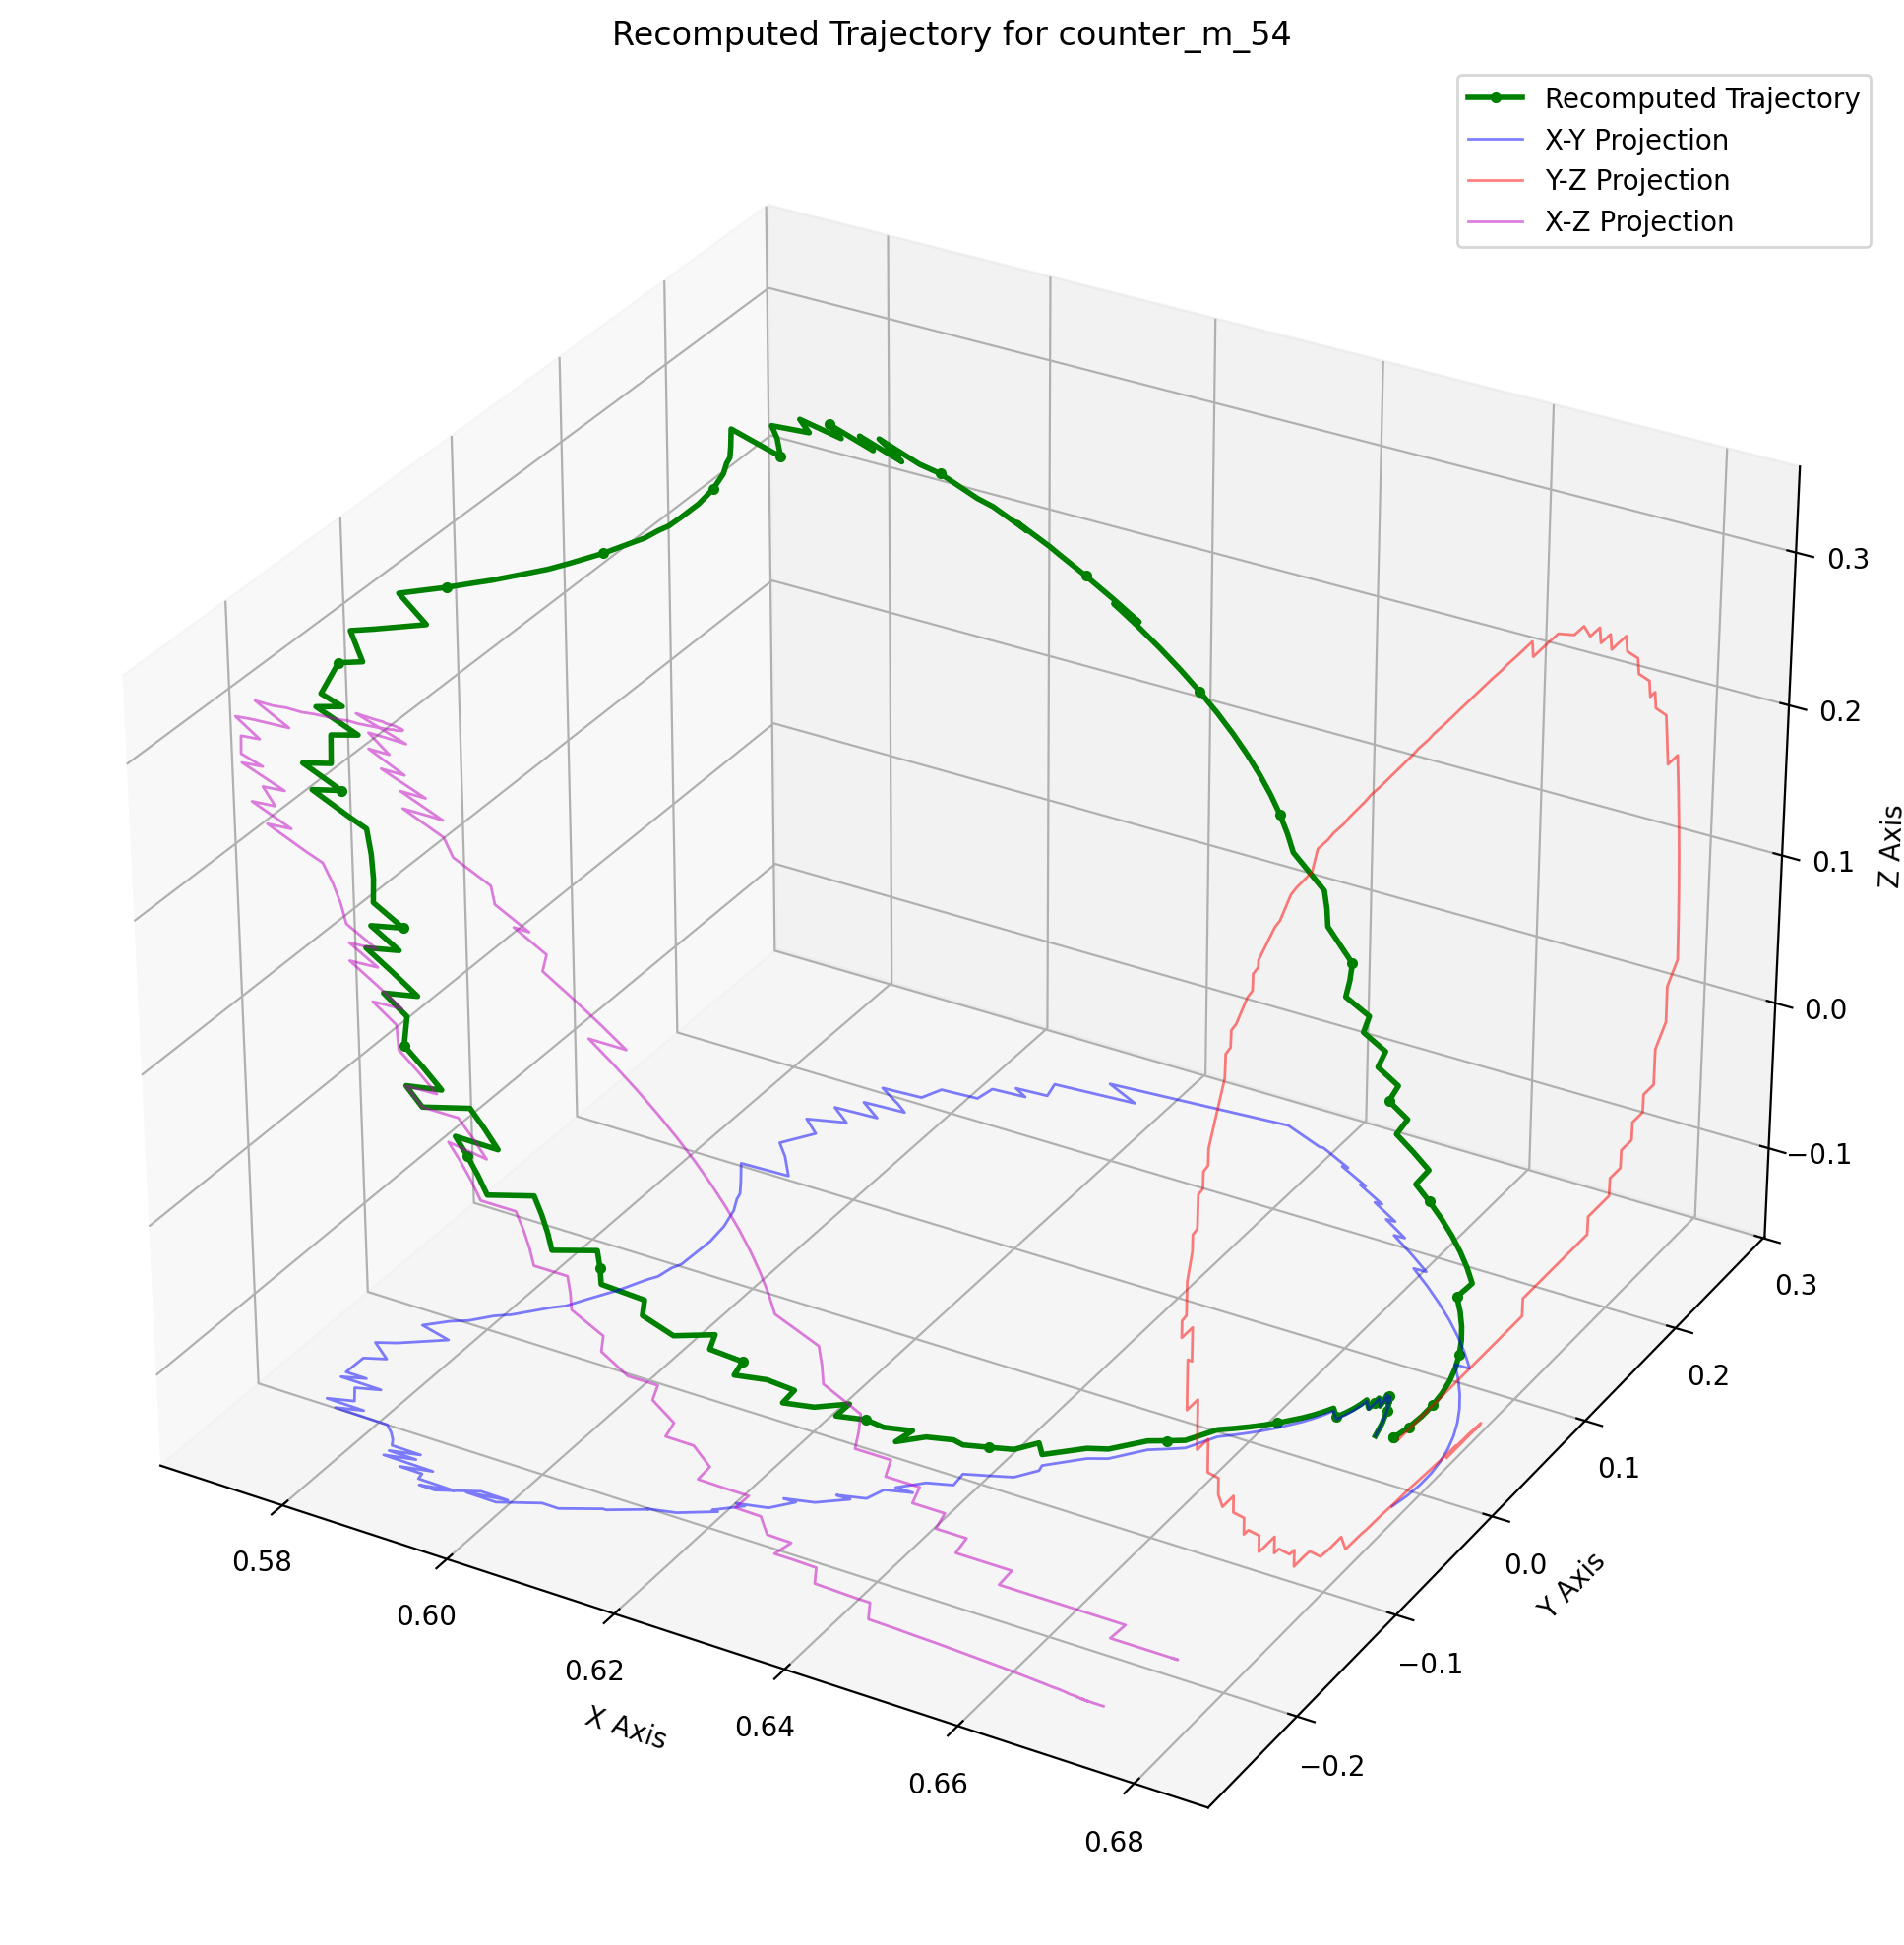 Recomputed Trajectory for counter_m_54
Recomputed Trajectory
X-Y Projection
Y-Z Projection
X-Z Projection
0.3
0.2
0.1
0.0
−0.1
Z Axis
0.3
0.2
0.1
0.0
−0.1
−0.2
Y Axis
0.58
0.60
0.62
0.64
0.66
0.68
X Axis